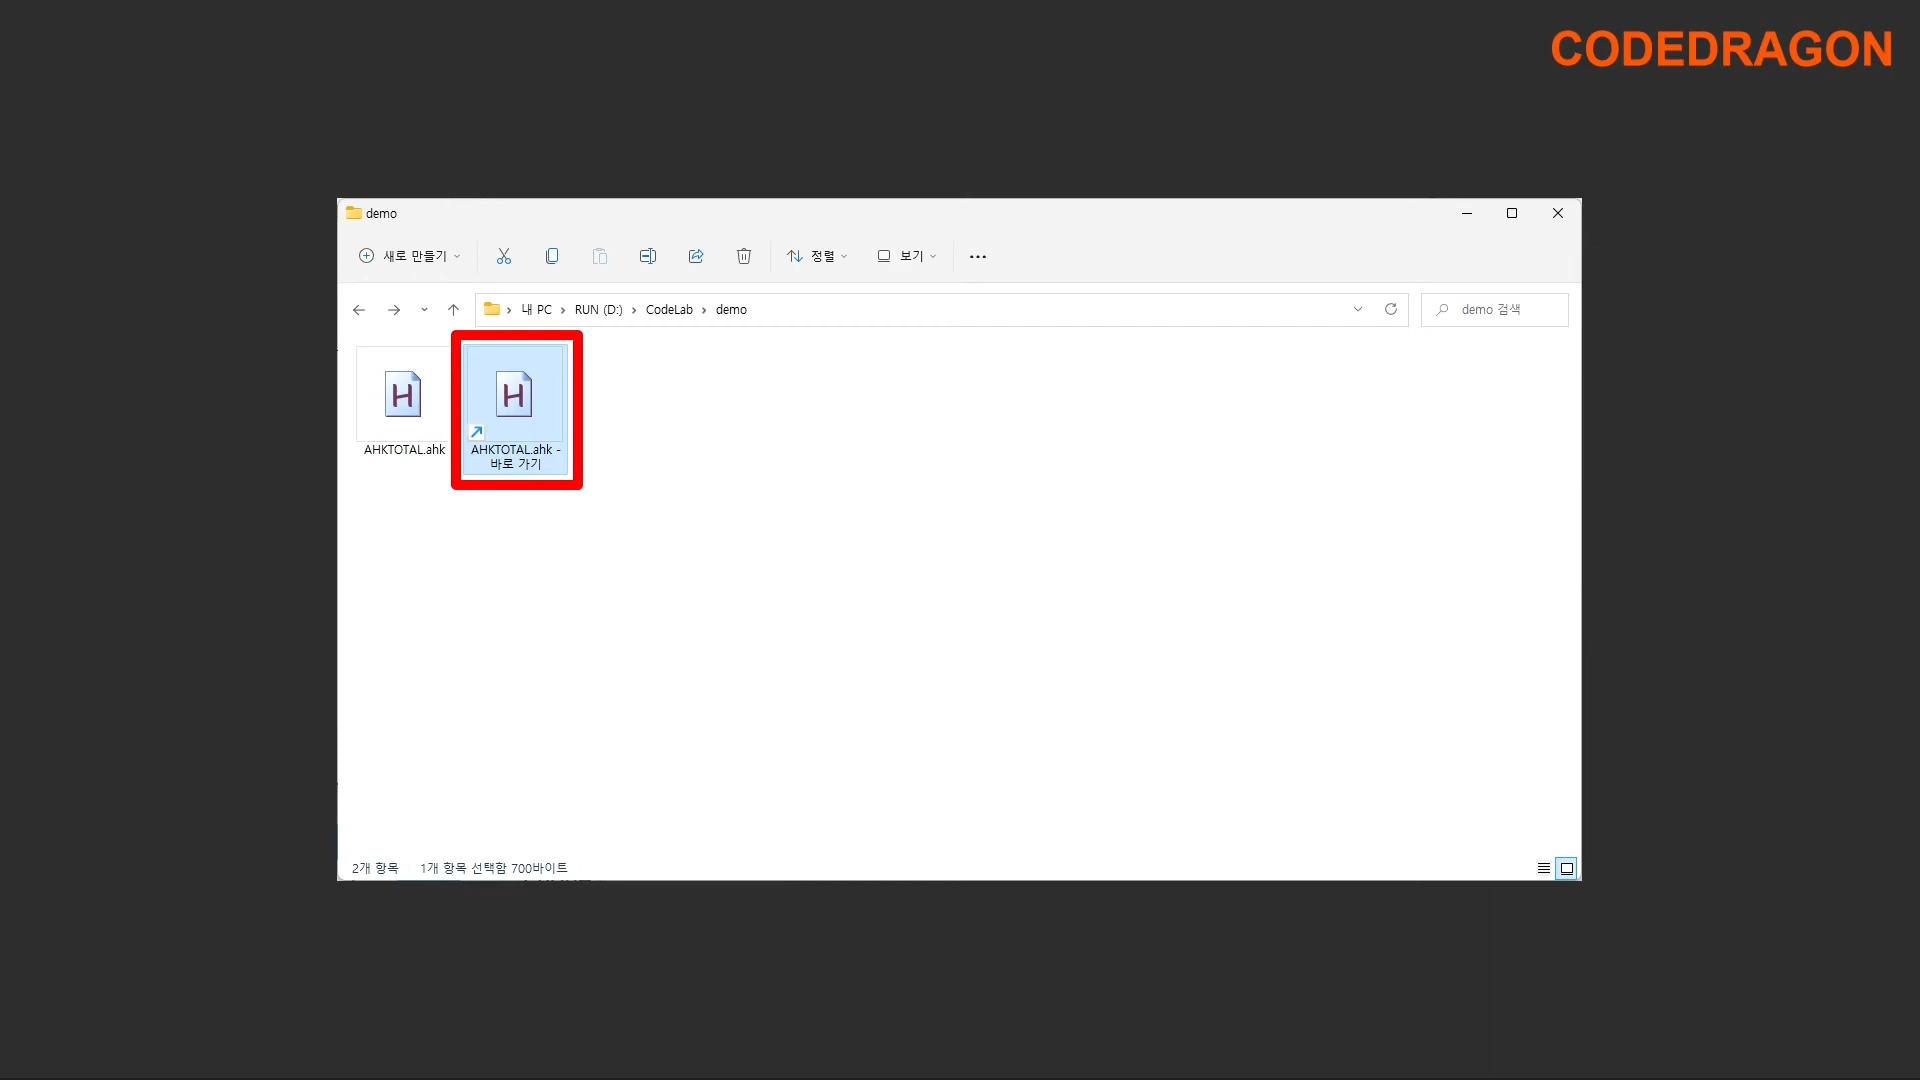 CODEDRAGON
demo
새로 만들기
정렬
보기
내 PC > RUN (D:) > CodeLab > demo
demo 검색
H
H
AHKTOTAL.ahk
AHKTOTAL.ahk -
바로 가기
2개 항목
1개 항목 선택함 700바이트